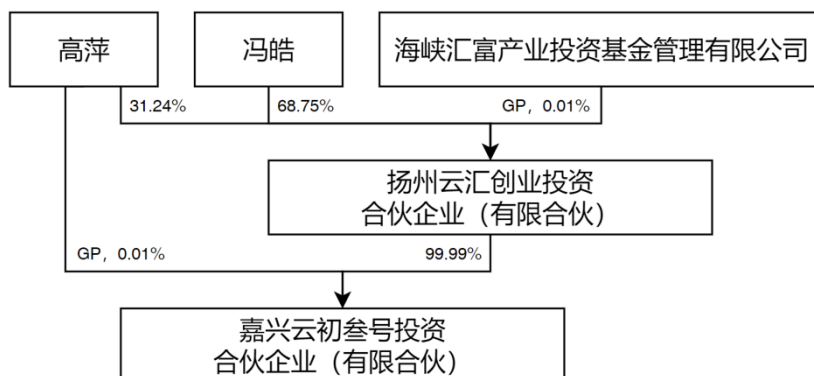 高萍
冯皓
海峡汇富产业投资基金管理有限公司
31.24%
68.75%
GP，0.01%
扬州云汇创业投资
合伙企业（有限合伙）
GP，0.01%
99.99%
嘉兴云初叁号投资
合伙企业（有限合伙）